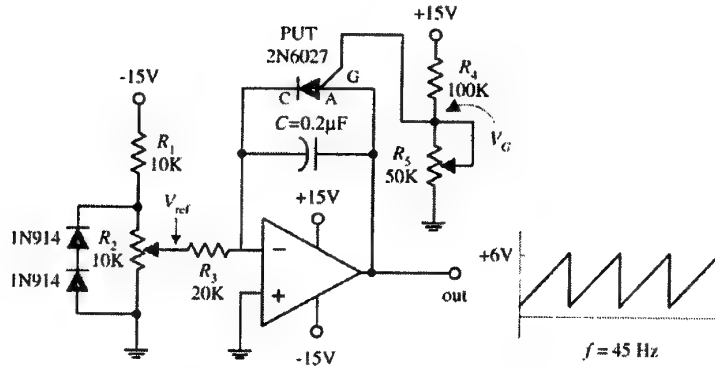 +15V
PUT
2N6027
G
C
A
R4
100K
VG
-15V
C=0.2μF
R1
10K
R5
50K
Vref
+15V
1N914
R2
10K
R3
20K
−
+
1N914
-15V
out
+6V
f = 45 Hz